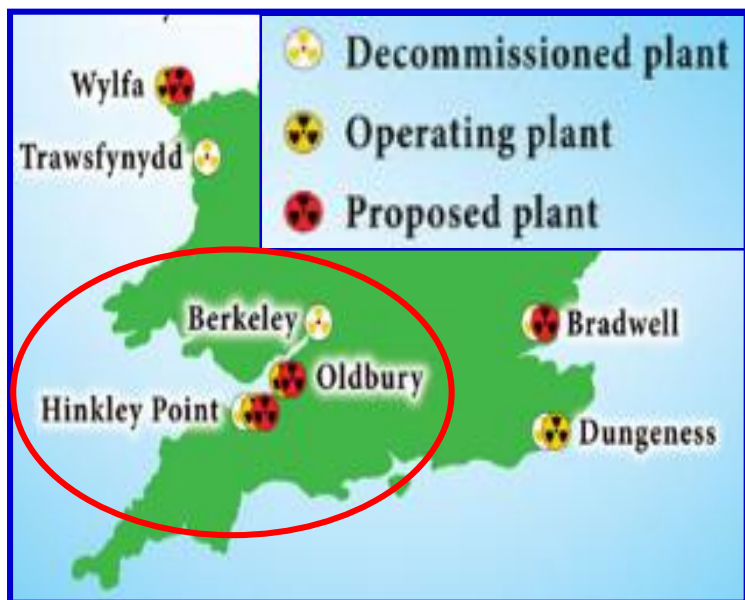 Decommissioned plant
Operating plant
Proposed plant
Wylfa
Trawsfynydd
Berkeley
Oldbury
Hinkley Point
Bradwell
Dungeness